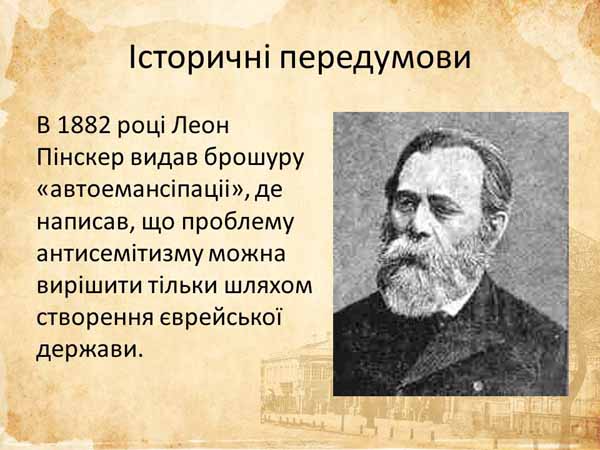 Історичні передумови
В 1882 році Леон
Пінскер видав брошуру
«автоемансіпаціі», де
написав, що проблему
антисемітизму можна
вирішити тільки шляхом
створення єврейської
держави.